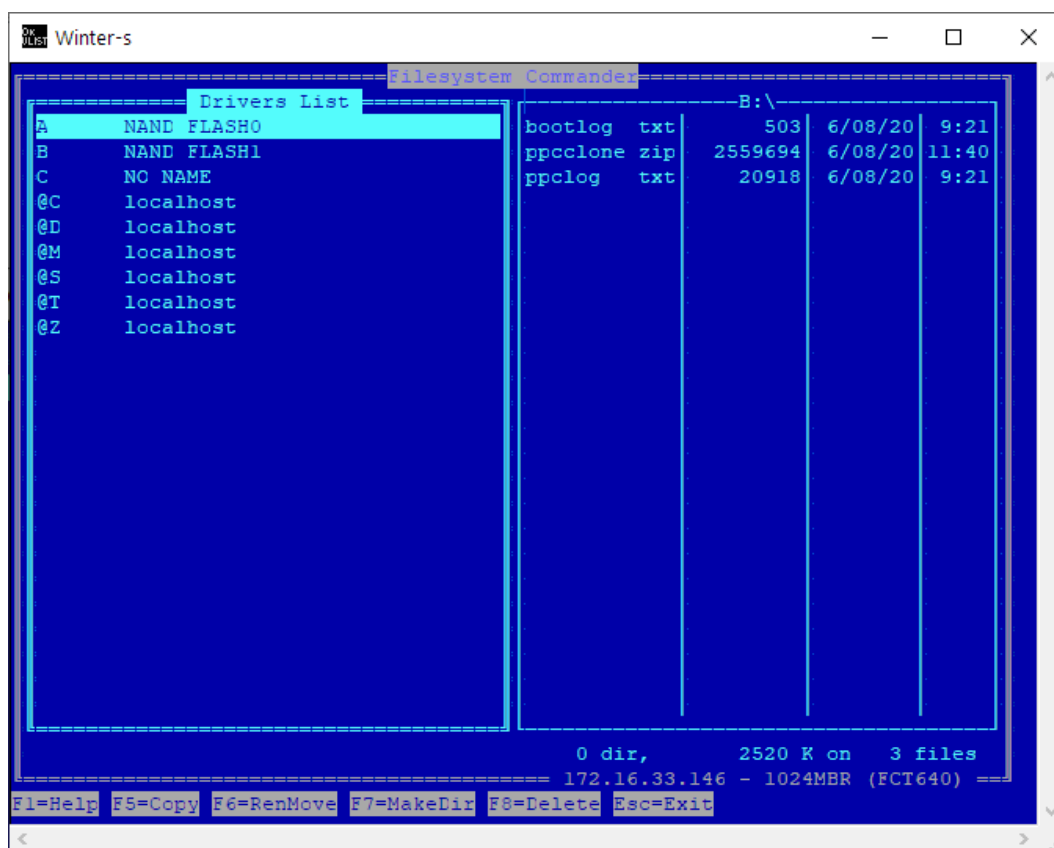 OK
ULIST
Winter-s
Filesystem Commander
Drivers List
A NAND FLASH0
B NAND FLASH1
C NO NAME
@C localhost
@D localhost
@M localhost
@S localhost
@T localhost
@Z localhost
B:\
bootlog txt 503 6/08/20 9:21
ppcclone zip 2559694 6/08/20 11:40
ppclog txt 20918 6/08/20 9:21
0 dir, 2520 K on 3 files
172.16.33.146 - 1024MBR (FCT640)
F1=Help F5=Copy F6=RenMove F7=MakeDir F8=Delete Esc=Exit